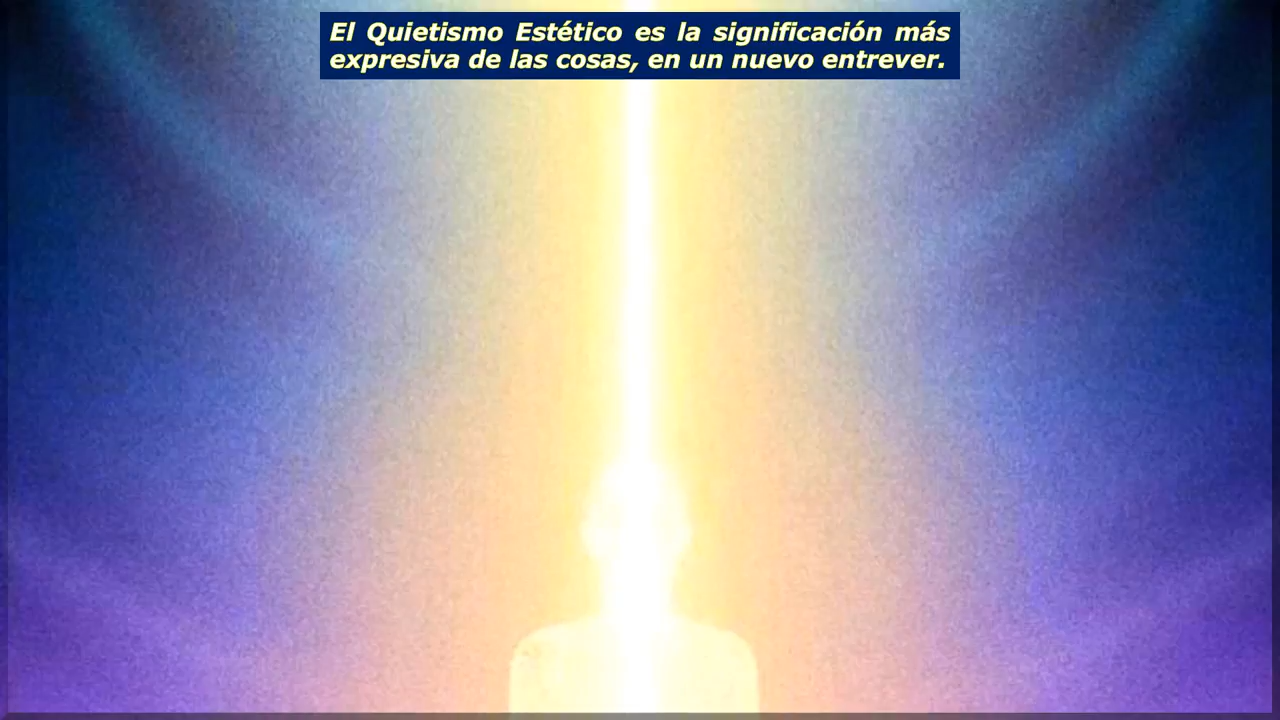 El Quietismo Estético es la significación más
expresiva de las cosas, en un nuevo entrever.